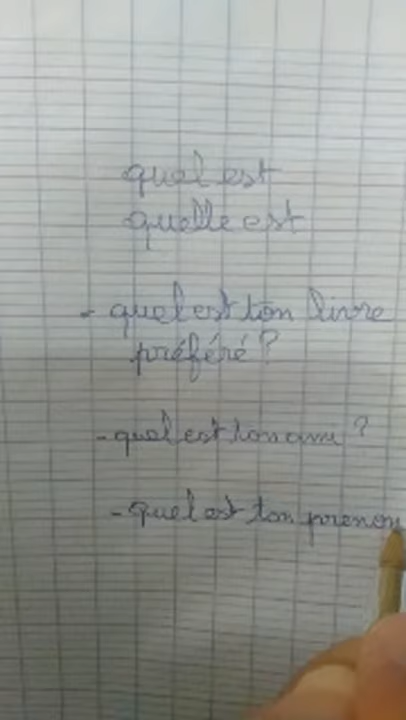 quel est
quelle est
- quel est ton livre
préféré ?
- quel est ton ami ?
- quel est ton prenom